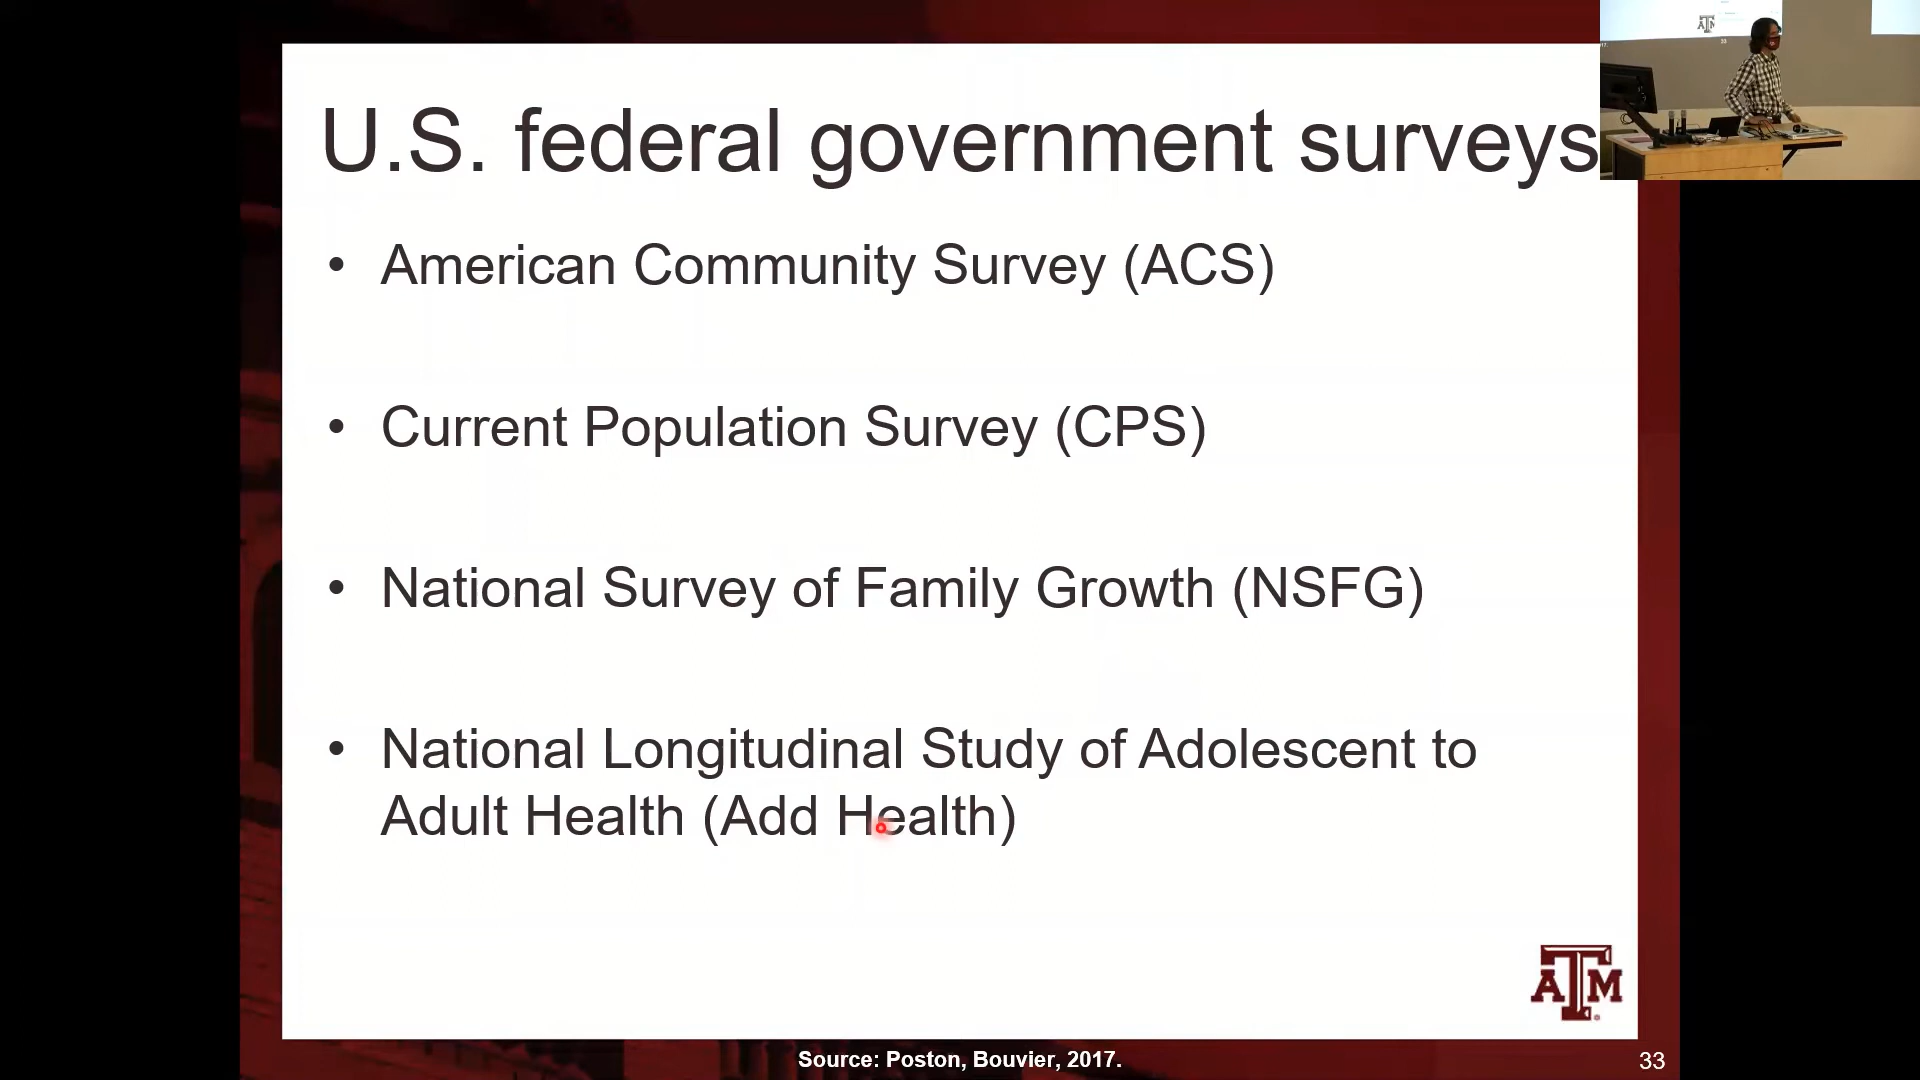 U.S. federal government surveys
• American Community Survey (ACS)
• Current Population Survey (CPS)
• National Survey of Family Growth (NSFG)
• National Longitudinal Study of Adolescent to
Adult Health (Add Health)
ATM
Source: Poston, Bouvier, 2017.
33